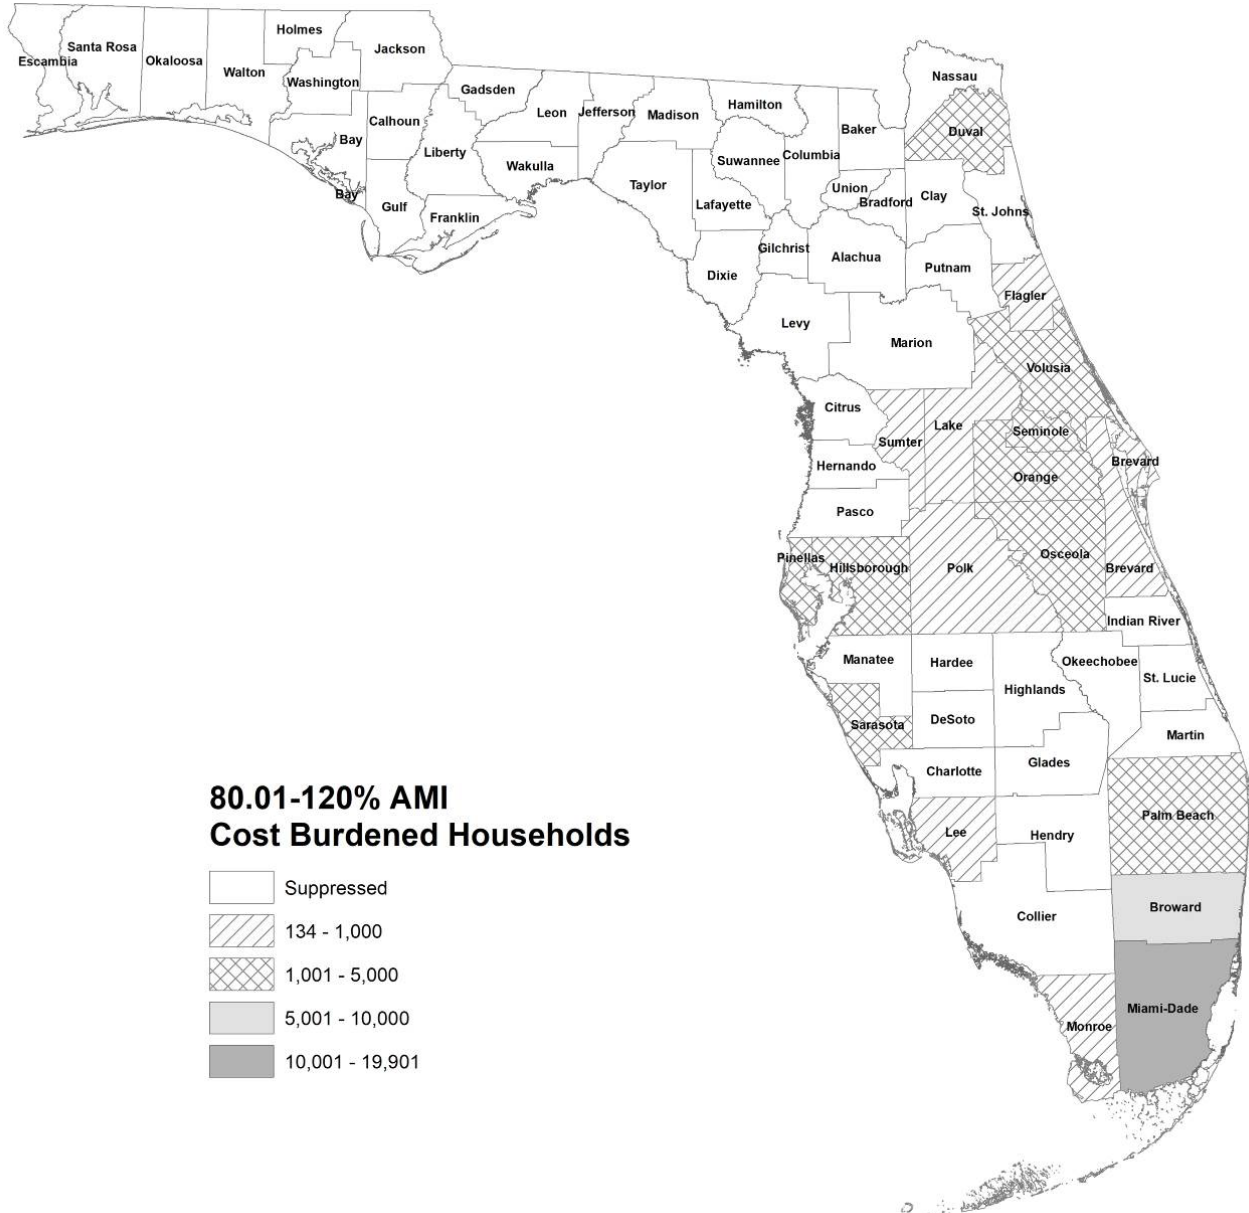 Holmes
Jackson
Santa Rosa
Escambia
Okaloosa
Walton
Washington
Nassau
Gadsden
Leon
Jefferson
Madison
Hamilton
Baker
Duval
Calhoun
Bay
Liberty
Wakulla
Suwannee
Columbia
Taylor
Union
Bradford
Clay
Bay
Gulf
Franklin
Lafayette
St. Johns
Gilchrist
Alachua
Dixie
Putnam
Flagler
Levy
Marion
Volusia
Citrus
Sumter
Lake
Seminole
Hernando
Orange
Brevard
Pasco
Pinellas
Hillsborough
Polk
Osceola
Brevard
Indian River
Manatee
Hardee
Okeechobee
St. Lucie
Highlands
Sarasota
DeSoto
Martin
Charlotte
Glades
Palm Beach
Lee
Hendry
Collier
Broward
Miami-Dade
Monroe
80.01-120% AMI
Cost Burdened Households
Suppressed
134 - 1,000
1,001 - 5,000
5,001 - 10,000
10,001 - 19,901